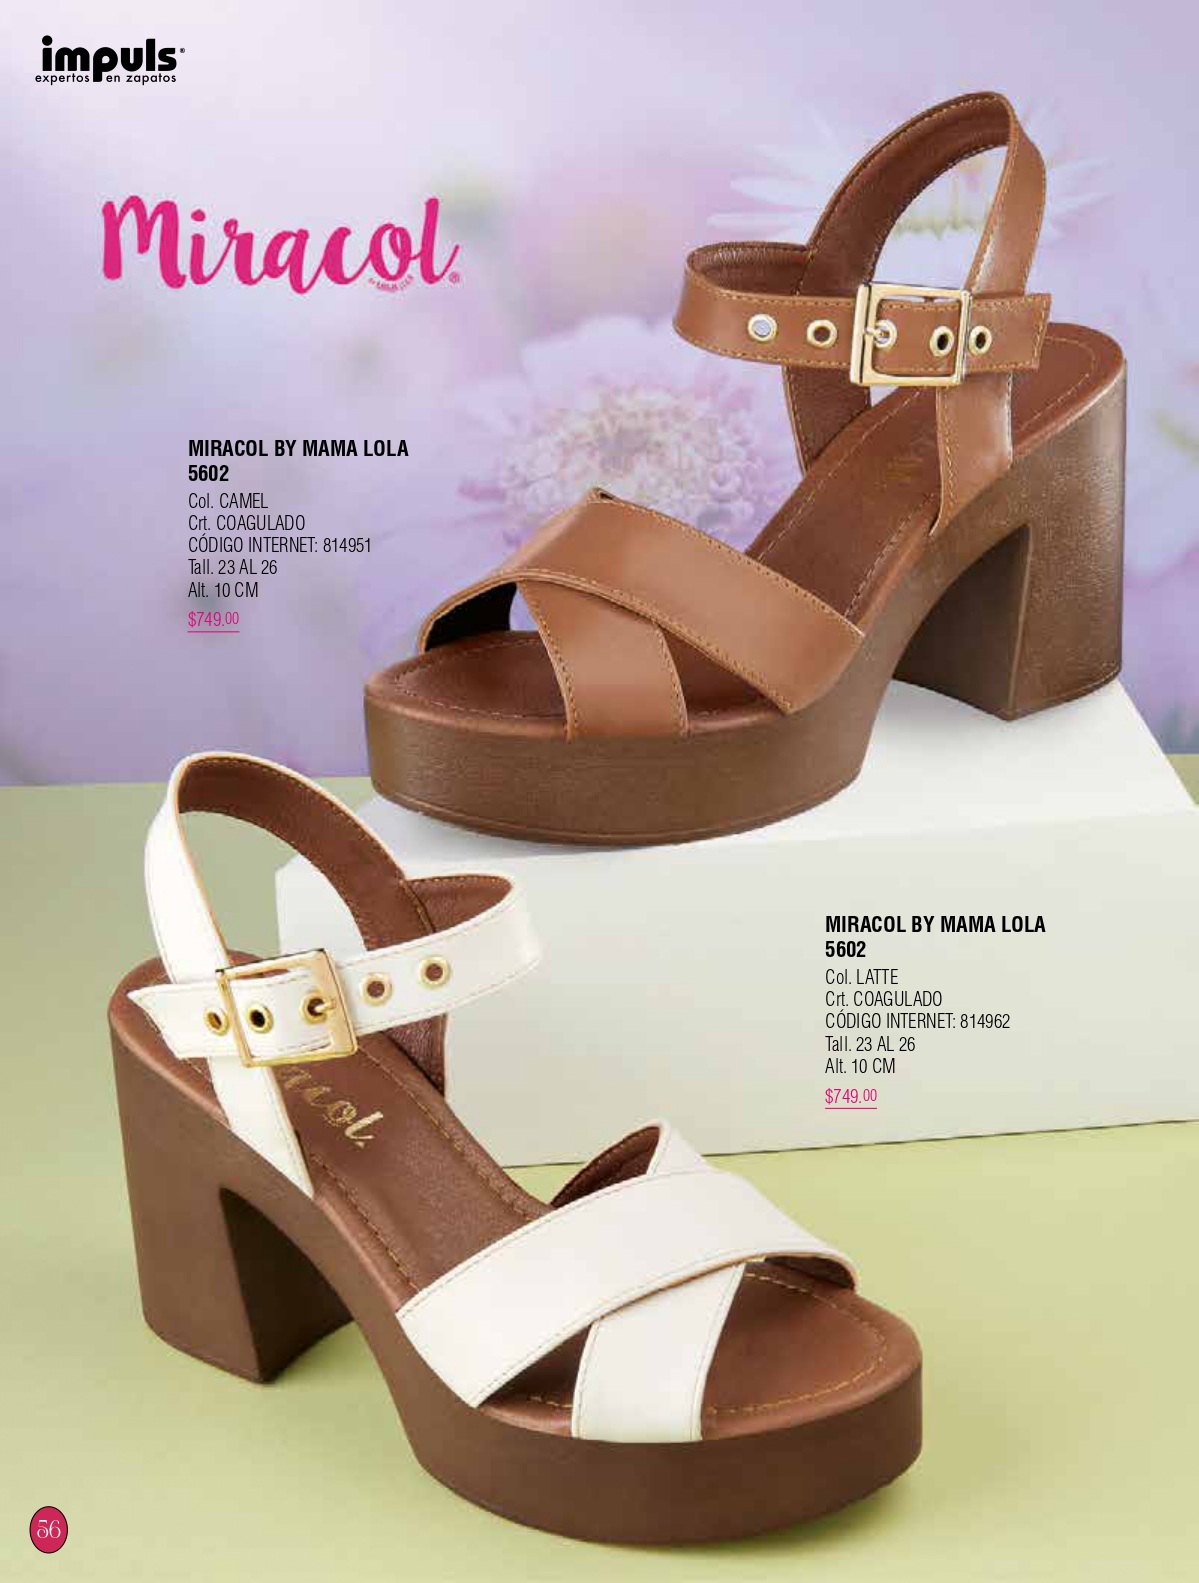 impuls®
expertos en zapatos
Miracol®
MIRACOL BY MAMA LOLA
5602
Col. CAMEL
Crt. COAGULADO
CÓDIGO INTERNET: 814951
Tall. 23 AL 26
Alt. 10 CM
$749.00
MIRACOL BY MAMA LOLA
5602
Col. LATTE
Crt. COAGULADO
CÓDIGO INTERNET: 814962
Tall. 23 AL 26
Alt. 10 CM
$749.00
56